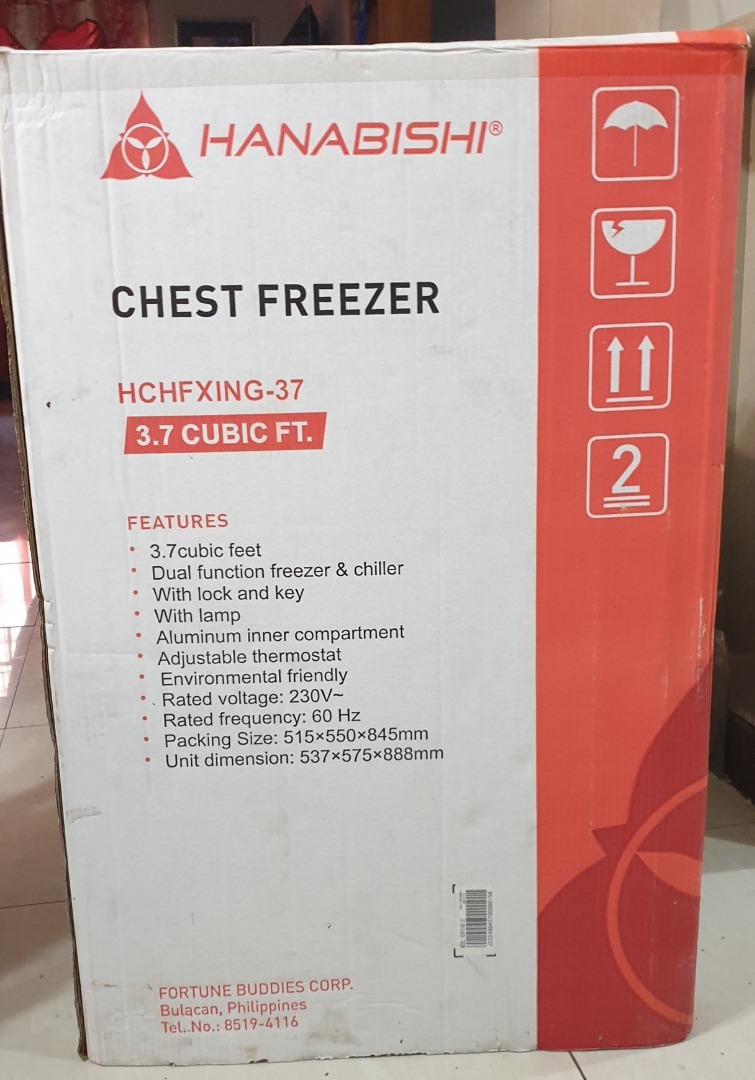 HANABISHI®
CHEST FREEZER
HCHFXING-37
3.7 CUBIC FT.
2
FEATURES
• 3.7cubic feet
• Dual function freezer & chiller
• With lock and key
• With lamp
• Aluminum inner compartment
• Adjustable thermostat
• Environmental friendly
• Rated voltage: 230V~
• Rated frequency: 60 Hz
• Packing Size: 515×550×845mm
• Unit dimension: 537×575×888mm
FORTUNE BUDDIES CORP.
Bulacan, Philippines
Tel..No.: 8519-4116